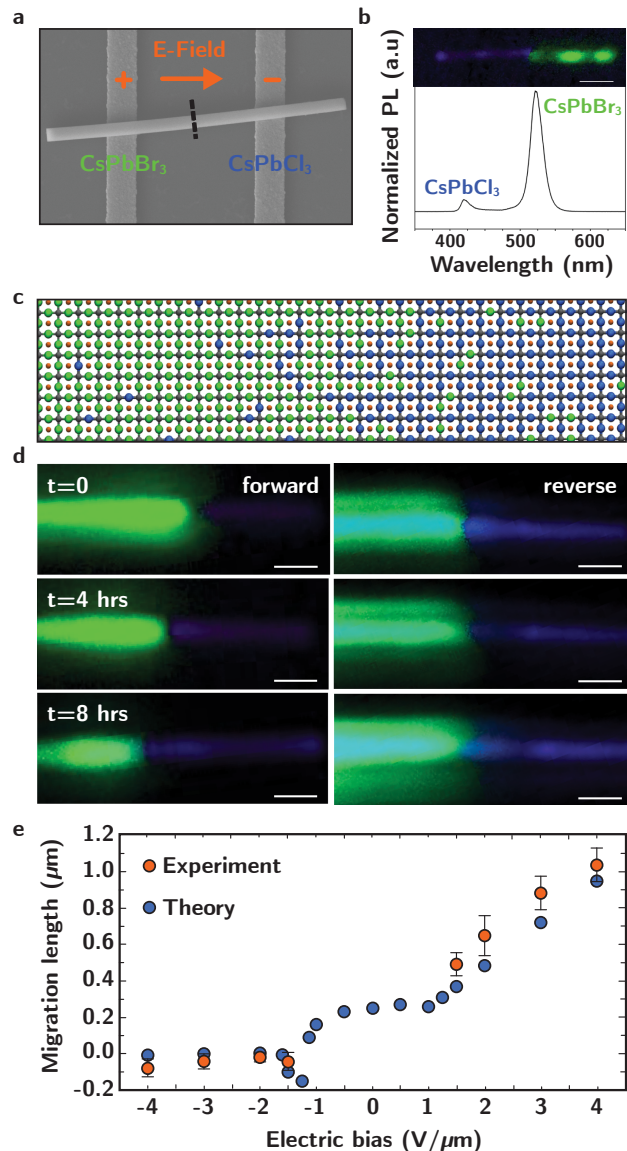 a
E-Field
+
−
CsPbBr₃
CsPbCl₃
b
Normalized PL (a.u)
CsPbBr₃
CsPbCl₃
400
500
600
Wavelength (nm)
c
d
t=0
forward
reverse
t=4 hrs
t=8 hrs
e
Migration length (μm)
1.2
1.0
0.8
0.6
0.4
0.2
0.0
-0.2
Experiment
Theory
-4 -3 -2 -1 0 1 2 3 4
Electric bias (V/μm)